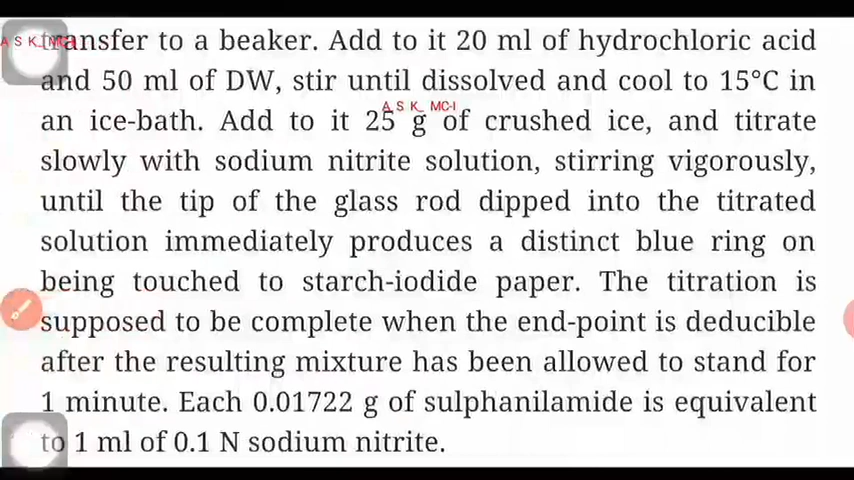 transfer to a beaker. Add to it 20 ml of hydrochloric acid
and 50 ml of DW, stir until dissolved and cool to 15°C in
an ice-bath. Add to it 25 g of crushed ice, and titrate
slowly with sodium nitrite solution, stirring vigorously,
until the tip of the glass rod dipped into the titrated
solution immediately produces a distinct blue ring on
being touched to starch-iodide paper. The titration is
supposed to be complete when the end-point is deducible
after the resulting mixture has been allowed to stand for
1 minute. Each 0.01722 g of sulphanilamide is equivalent
to 1 ml of 0.1 N sodium nitrite.